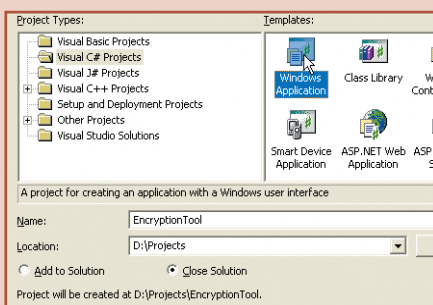 Project Types:
Templates:
Visual Basic Projects
Visual C# Projects
Visual J# Projects
Visual C++ Projects
Setup and Deployment Projects
Other Projects
Visual Studio Solutions
Windows Application
Class Library
Smart Device Application
ASP.NET Web Application
ASP
A project for creating an application with a Windows user interface
Name:
EncryptionTool
Location:
D:\Projects
Add to Solution
Close Solution
Project will be created at D:\Projects\EncryptionTool.